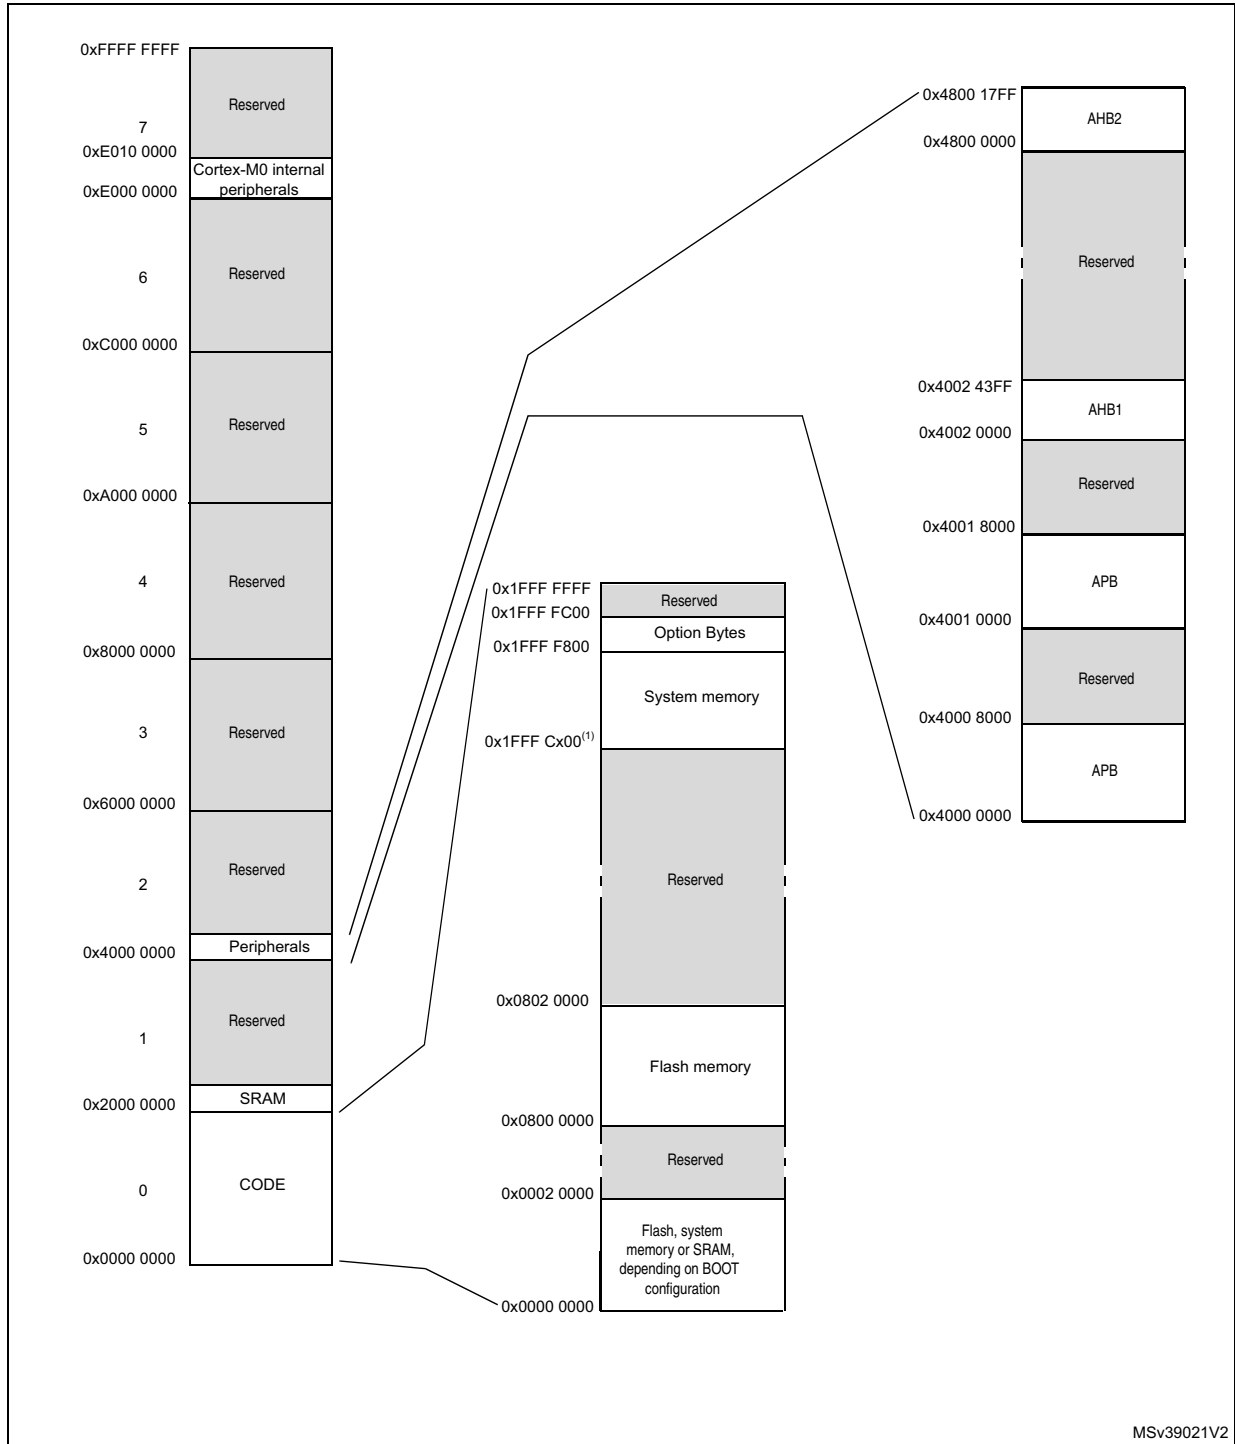 0xFFFF FFFF
Reserved
7
0xE010 0000
Cortex-M0 internal
peripherals
0xE000 0000
Reserved
6
0xC000 0000
Reserved
5
0xA000 0000
Reserved
4
0x8000 0000
Reserved
3
0x6000 0000
Reserved
2
Peripherals
0x4000 0000
Reserved
1
SRAM
0x2000 0000
CODE
0
0x0000 0000
0x1FFF FFFF
Reserved
0x1FFF FC00
Option Bytes
0x1FFF F800
System memory
0x1FFF Cx00(1)
Reserved
0x0802 0000
Flash memory
0x0800 0000
Reserved
0x0002 0000
Flash, system
memory or SRAM,
depending on BOOT
configuration
0x0000 0000
0x4800 17FF
AHB2
0x4800 0000
Reserved
0x4002 43FF
AHB1
0x4002 0000
Reserved
0x4001 8000
APB
0x4001 0000
Reserved
0x4000 8000
APB
0x4000 0000
MSv39021V2